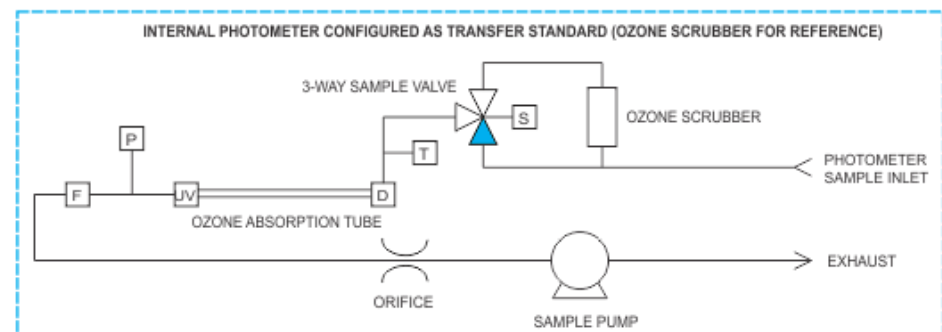 INTERNAL PHOTOMETER CONFIGURED AS TRANSFER STANDARD (OZONE SCRUBBER FOR REFERENCE)
3-WAY SAMPLE VALVE
S
OZONE SCRUBBER
P
T
PHOTOMETER
SAMPLE INLET
F
UV
D
OZONE ABSORPTION TUBE
EXHAUST
ORIFICE
SAMPLE PUMP